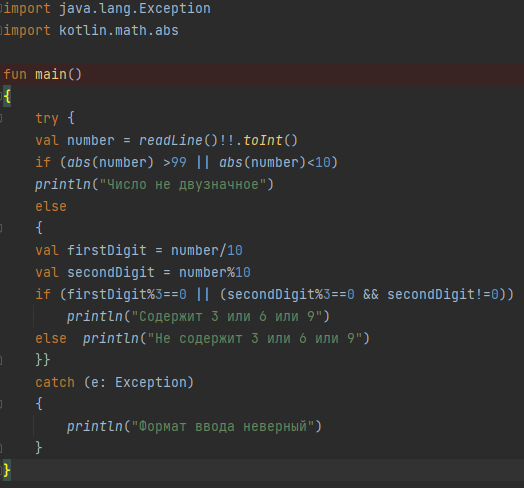 import java.lang.Exception
import kotlin.math.abs
fun main()
{
try {
val number = readLine()!!.toInt()
if (abs(number) >99 || abs(number)<10)
println("Число не двузначное")
else
{
val firstDigit = number/10
val secondDigit = number%10
if (firstDigit%3==0 || (secondDigit%3==0 && secondDigit!=0))
println("Содержит 3 или 6 или 9")
else  println("Не содержит 3 или 6 или 9")
}}
catch (e: Exception)
{
println("Формат ввода неверный")
}
}